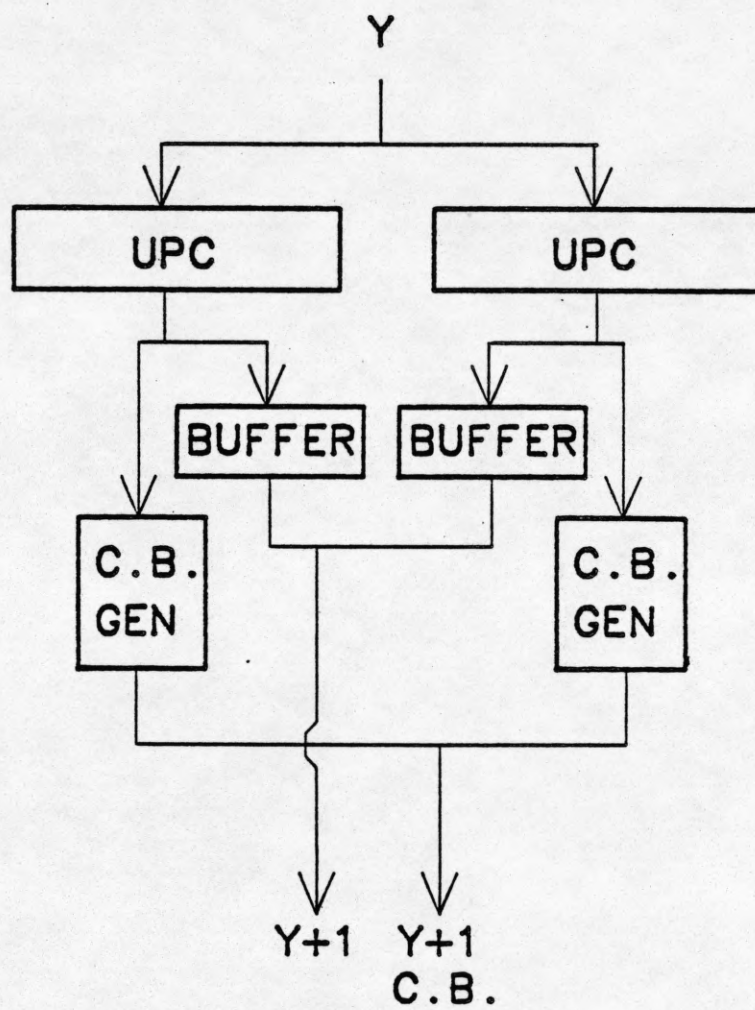 Y
UPC
UPC
BUFFER
BUFFER
C.B.
GEN
C.B.
GEN
Y+1
Y+1
C.B.